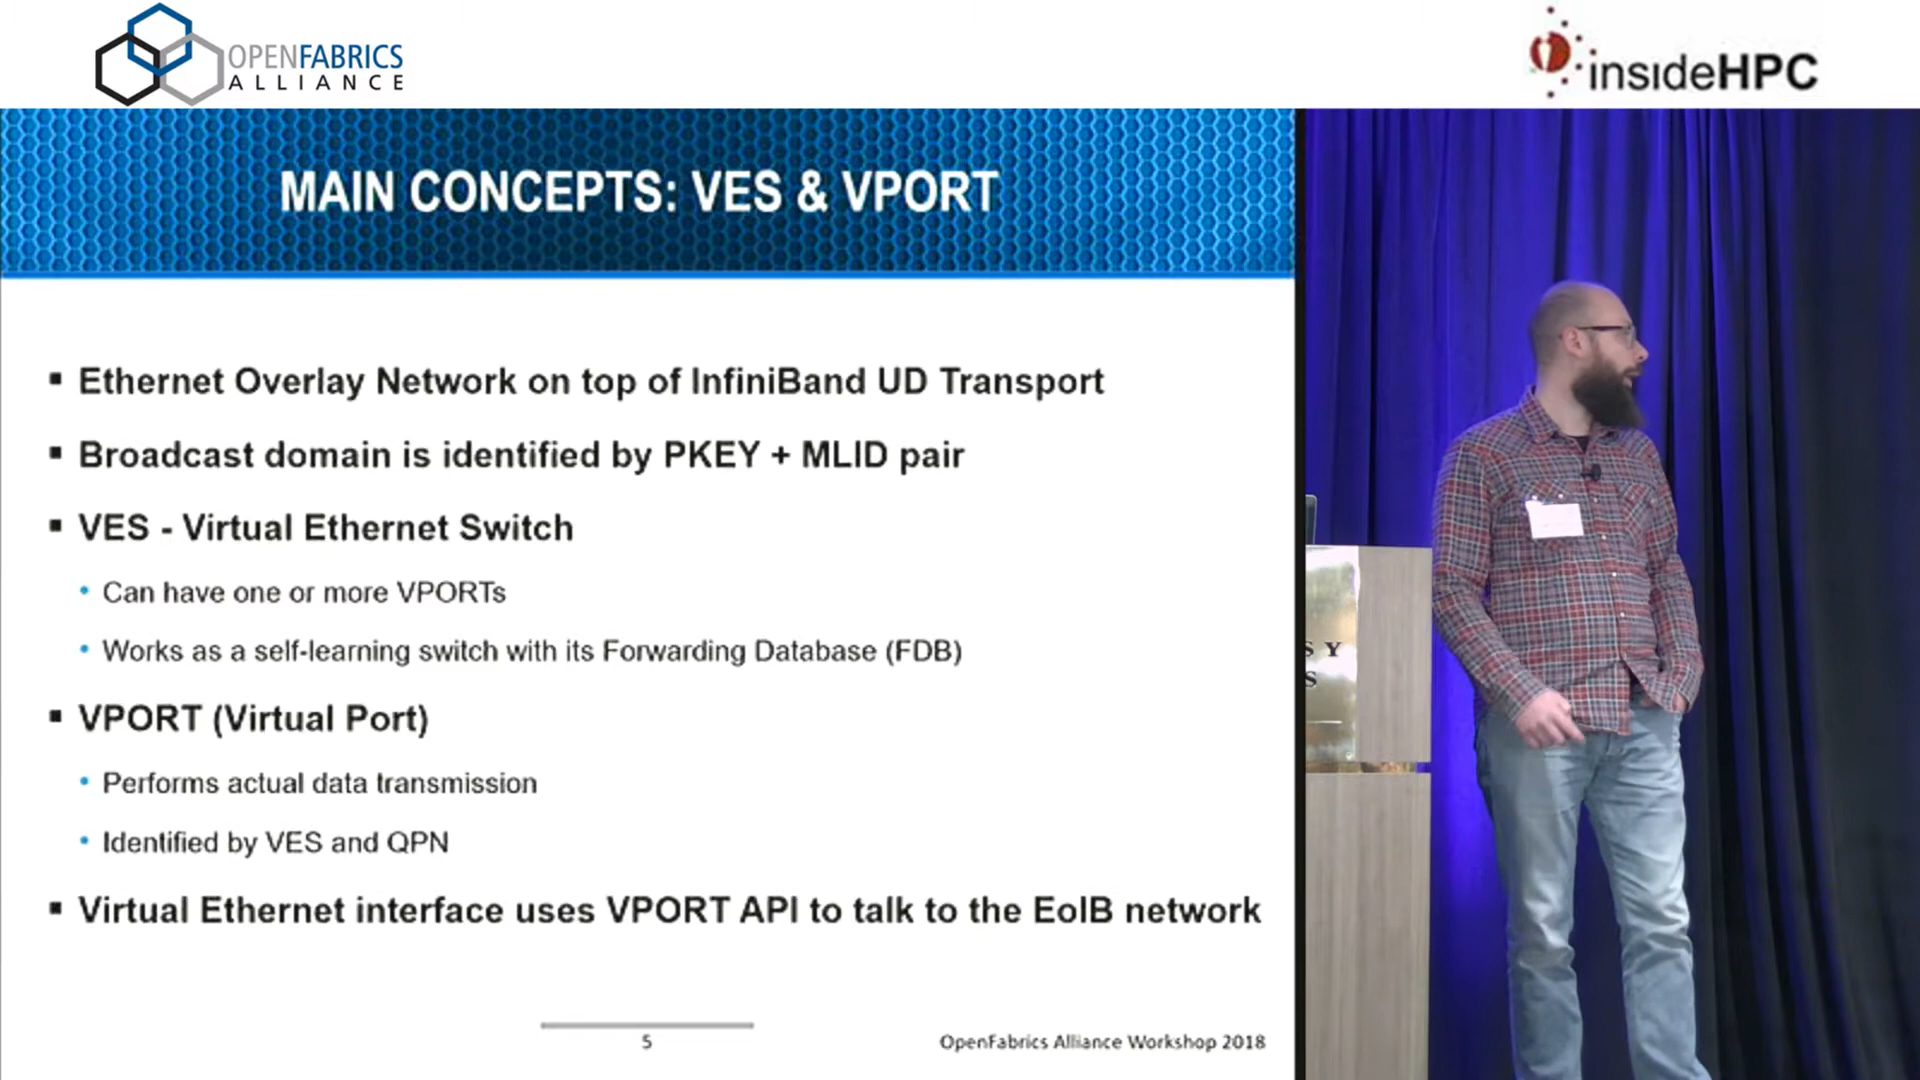 OPENFABRICS
ALLIANCE
insideHPC
MAIN CONCEPTS: VES & VPORT
▪ Ethernet Overlay Network on top of InfiniBand UD Transport
▪ Broadcast domain is identified by PKEY + MLID pair
▪ VES - Virtual Ethernet Switch
• Can have one or more VPORTs
• Works as a self-learning switch with its Forwarding Database (FDB)
▪ VPORT (Virtual Port)
• Performs actual data transmission
• Identified by VES and QPN
▪ Virtual Ethernet interface uses VPORT API to talk to the EoIB network
5
OpenFabrics Alliance Workshop 2018
S Y
S